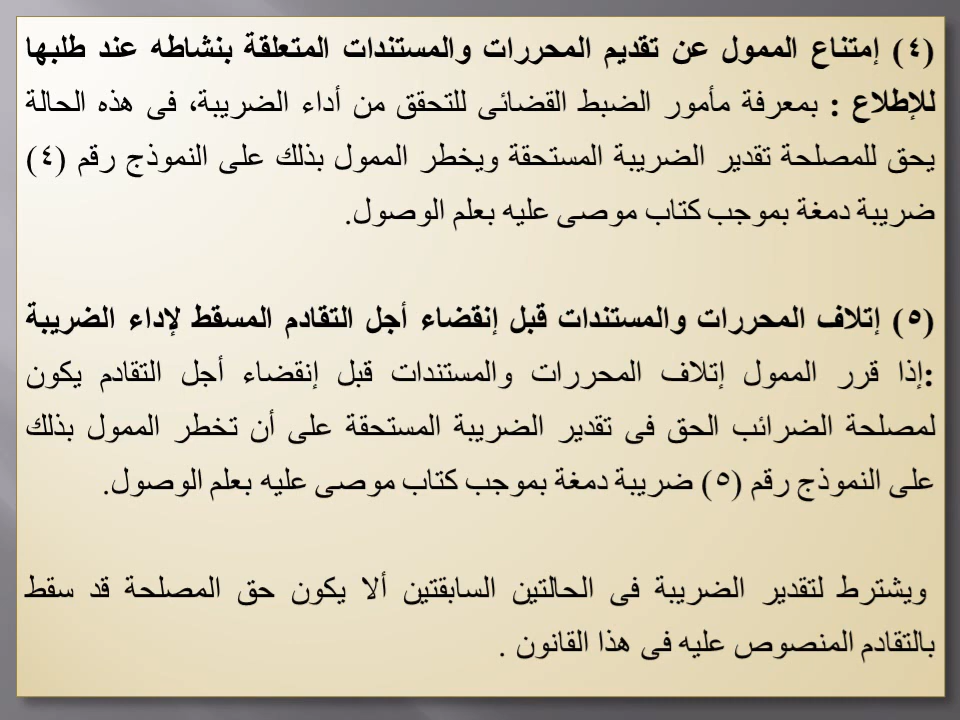 (٤) إمتناع الممول عن تقديم المحررات والمستندات المتعلقة بنشاطه عند طلبها
للإطلاع : بمعرفة مأمور الضبط القضائى للتحقق من أداء الضريبة، فى هذه الحالة
يحق للمصلحة تقدير الضريبة المستحقة ويخطر الممول بذلك على النموذج رقم (٤)
ضريبة دمغة بموجب كتاب موصى عليه بعلم الوصول.
(٥) إتلاف المحررات والمستندات قبل إنقضاء أجل التقادم المسقط لإداء الضريبة
:إذا قرر الممول إتلاف المحررات والمستندات قبل إنقضاء أجل التقادم يكون
لمصلحة الضرائب الحق فى تقدير الضريبة المستحقة على أن تخطر الممول بذلك
على النموذج رقم (٥) ضريبة دمغة بموجب كتاب موصى عليه بعلم الوصول.
ويشترط لتقدير الضريبة فى الحالتين السابقتين ألا يكون حق المصلحة قد سقط
بالتقادم المنصوص عليه فى هذا القانون .